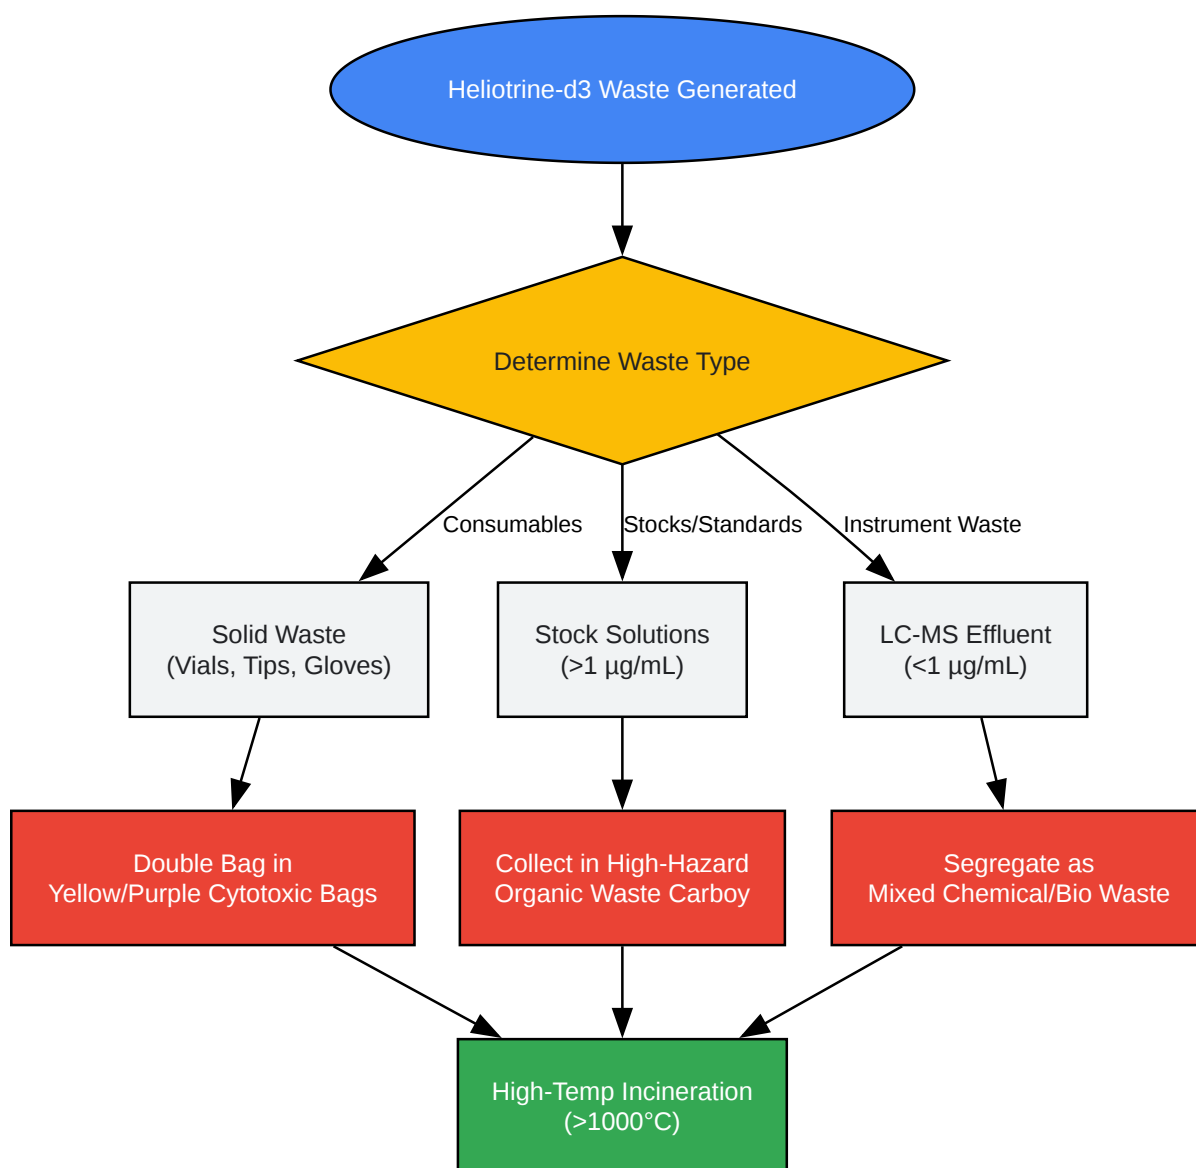 Heliotrine-d3 Waste Generated
Determine Waste Type
Consumables
Stocks/Standards
Instrument Waste
Solid Waste
(Vials, Tips, Gloves)
Stock Solutions
(>1 µg/mL)
LC-MS Effluent
(<1 µg/mL)
Double Bag in
Yellow/Purple Cytotoxic Bags
Collect in High-Hazard
Organic Waste Carboy
Segregate as
Mixed Chemical/Bio Waste
High-Temp Incineration
(>1000°C)